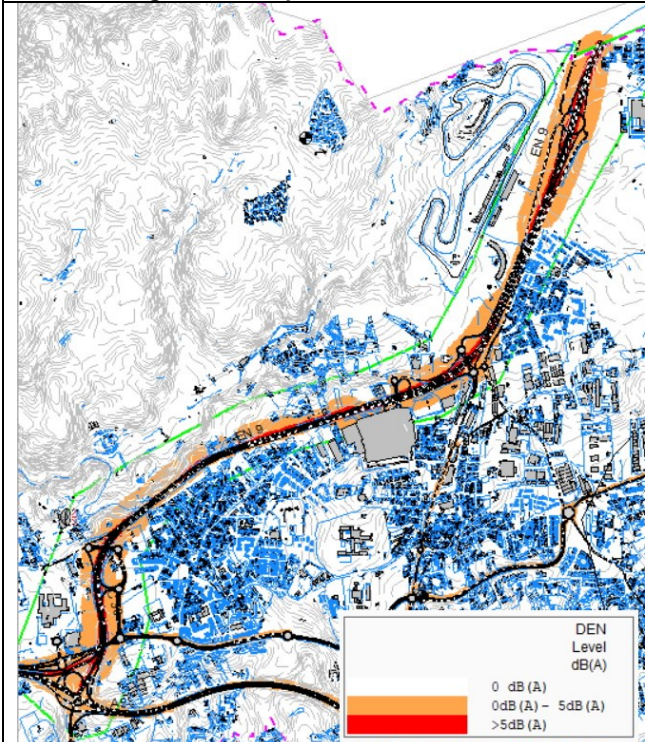 EN 9
EN 9
DEN
Level
dB(A)
0 dB(A)
0dB(A) - 5dB(A)
>5dB(A)